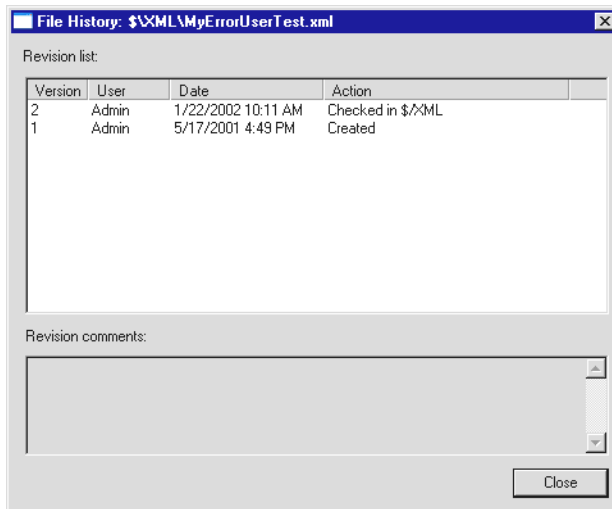 File History: $\XML\MyErrorUserTest.xml
Revision list:
Version User Date Action
2 Admin 1/22/2002 10:11 AM Checked in $/XML
1 Admin 5/17/2001 4:49 PM Created
Revision comments:
Close